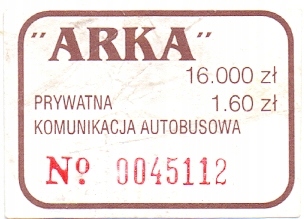 "ARKA"
16.000 zł
PRYWATNA 1.60 zł
KOMUNIKACJA AUTOBUSOWA
Nº 0045112